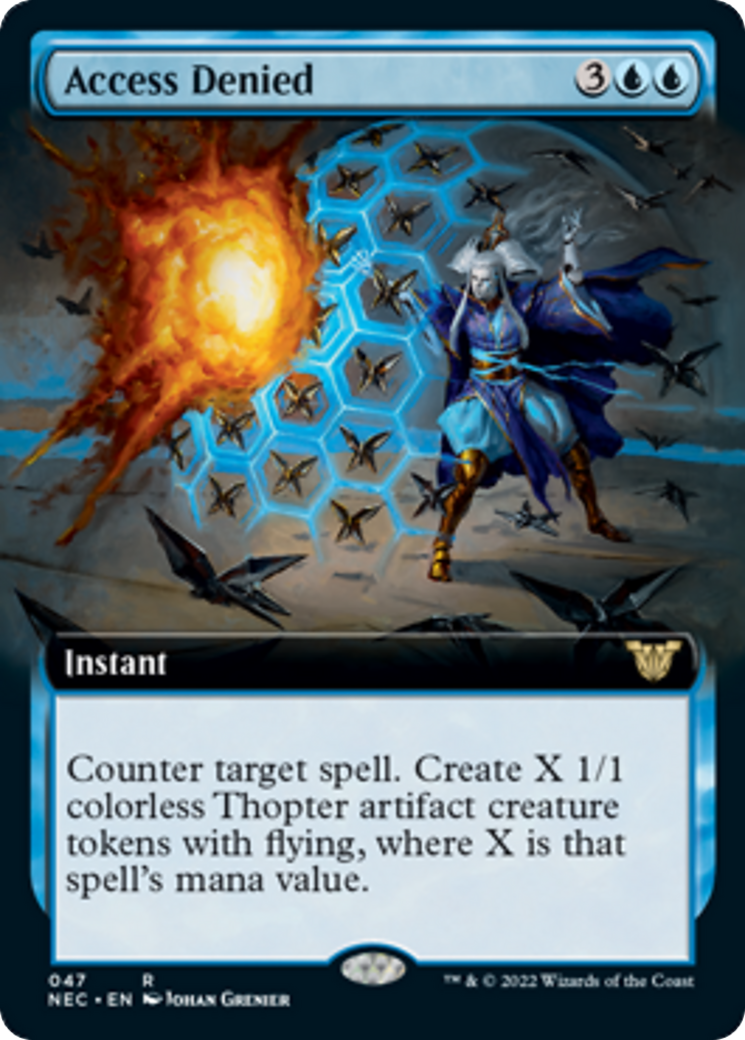 Access Denied 3
Instant
Counter target spell. Create X 1/1
colorless Thopter artifact creature
tokens with flying, where X is that
spell's mana value.
047 R
NEC • EN Johan Grenier
™ & © 2022 Wizards of the Coast